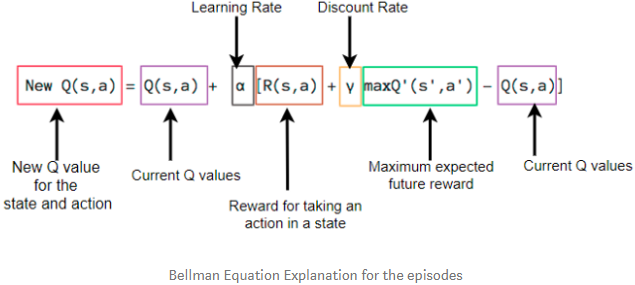 Learning Rate
Discount Rate
New Q(s,a) = Q(s,a) + α [R(s,a) + γ maxQ'(s',a') − Q(s,a)]
New Q value
for the
state and action
Current Q values
Reward for taking an
action in a state
Maximum expected
future reward
Current Q values
Bellman Equation Explanation for the episodes